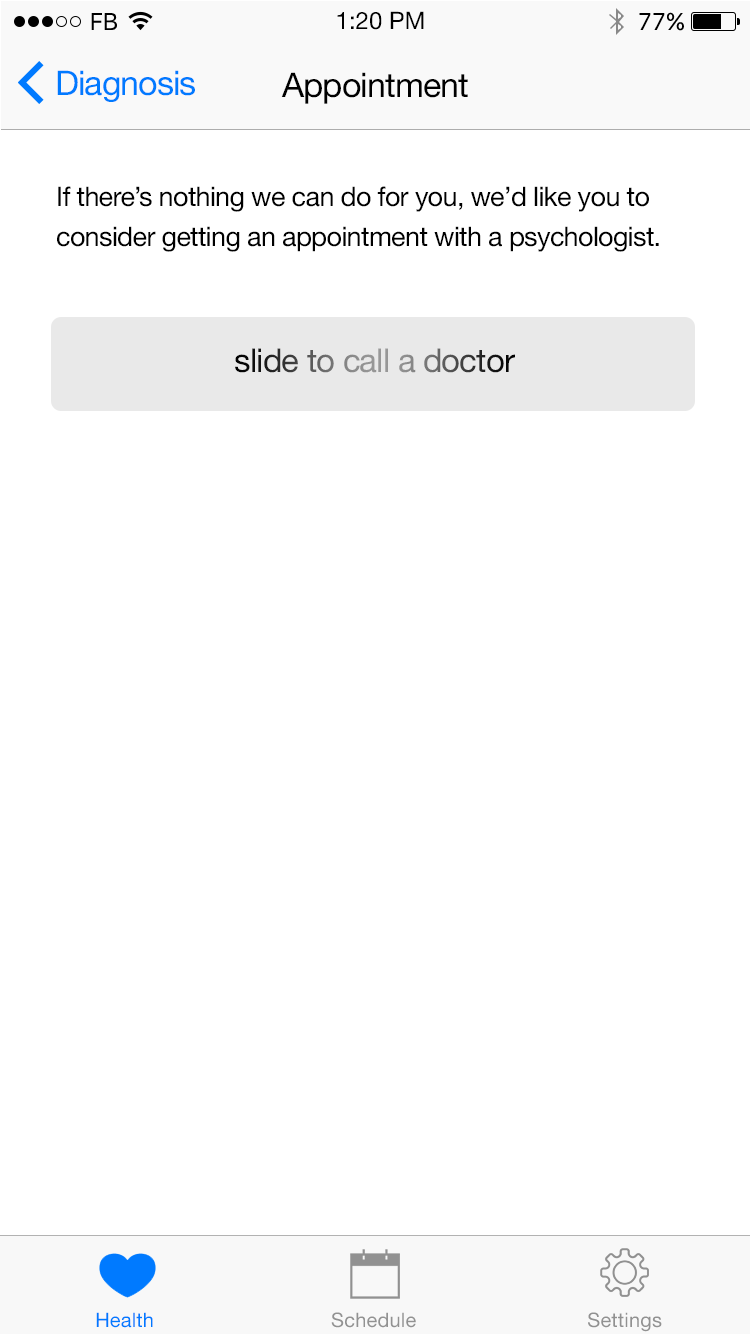 FB 1:20 PM 77%
Diagnosis Appointment
If there’s nothing we can do for you, we’d like you to
consider getting an appointment with a psychologist.
slide to call a doctor
Health Schedule Settings